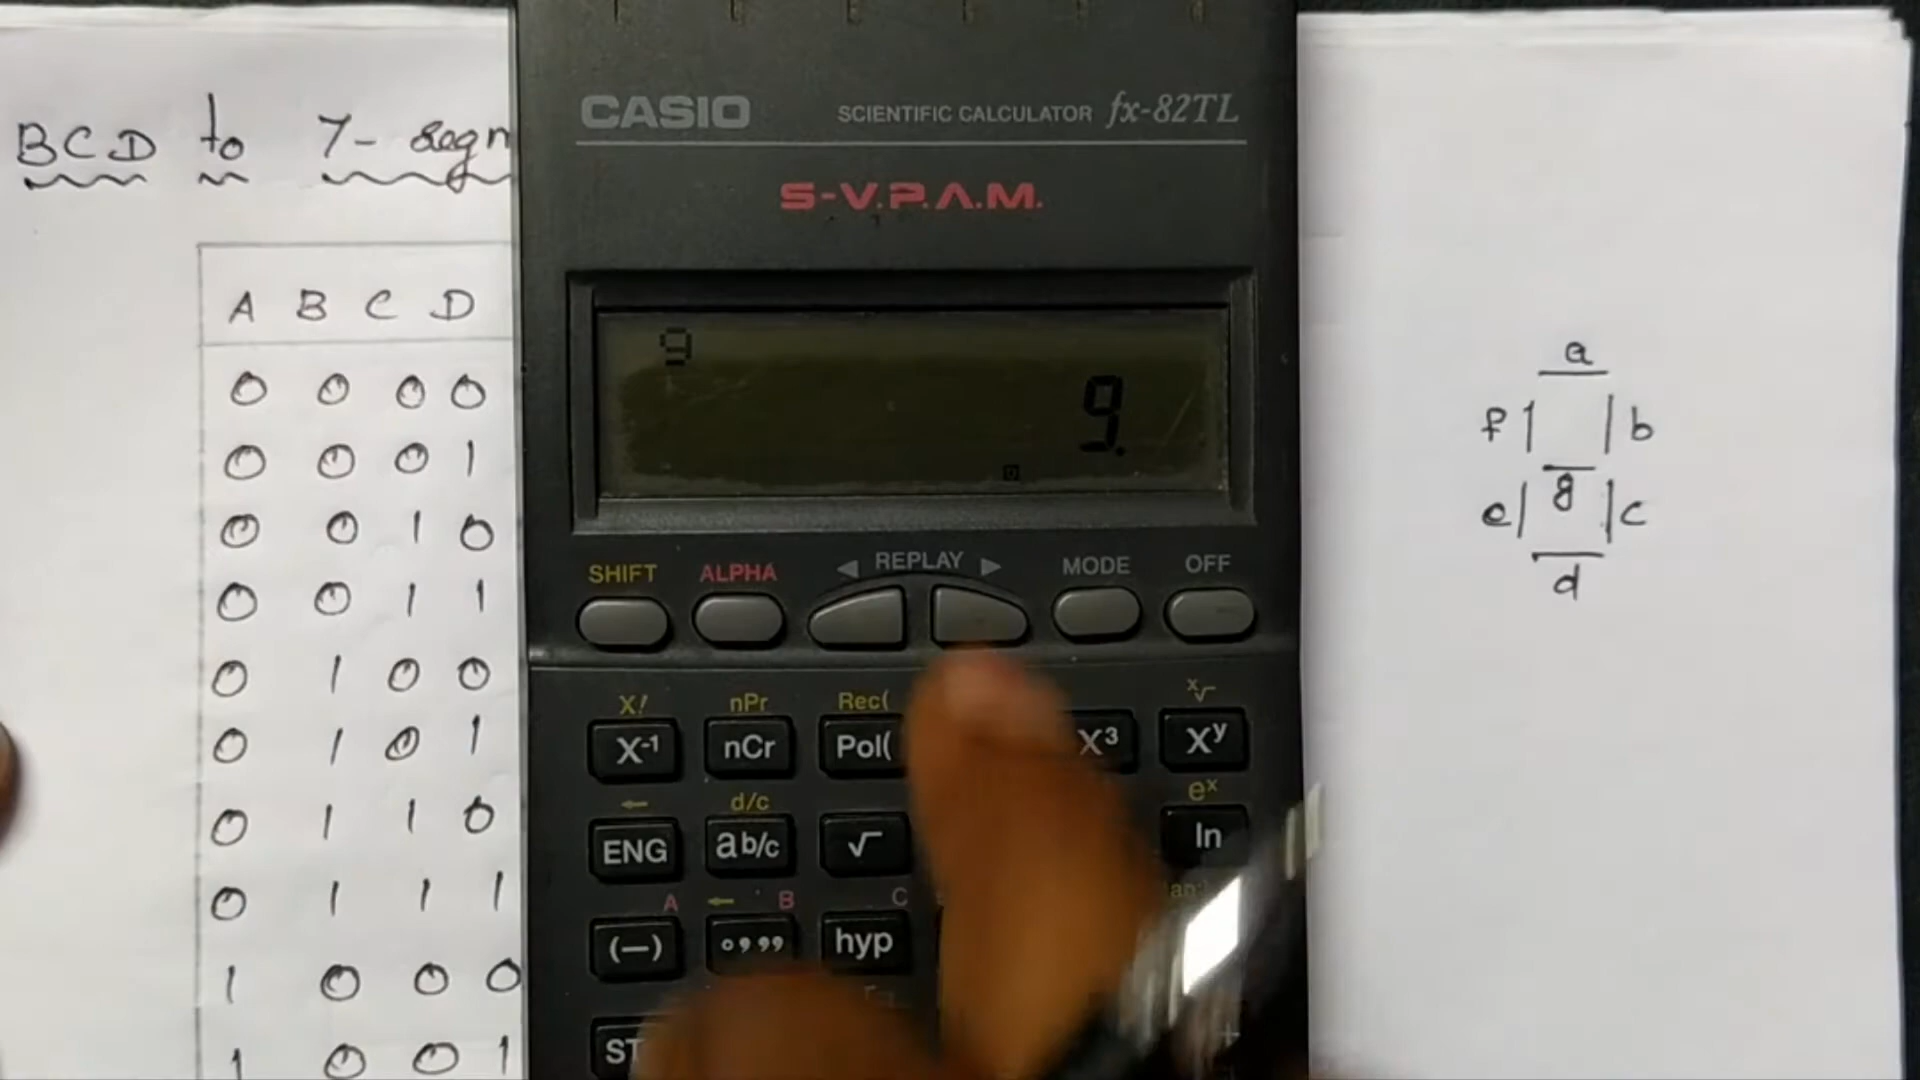 BCD to 7- segm
A B C D
0 0 0 0
0 0 0 1
0 0 1 0
0 0 1 1
0 1 0 0
0 1 0 1
0 1 1 0
0 1 1 1
1 0 0 0
1 0 0 1
CASIO SCIENTIFIC CALCULATOR fx-82TL
S-V.P.A.M.
9
9.
SHIFT ALPHA ◀ REPLAY ▶ MODE OFF
X! nPr Rec( x√
X-1 nCr Pol( X³ Xʸ
← d/c eˣ
ENG ab/c √ ln
A ← B C
(−) °,,, hyp
a
f b
g
e c
d